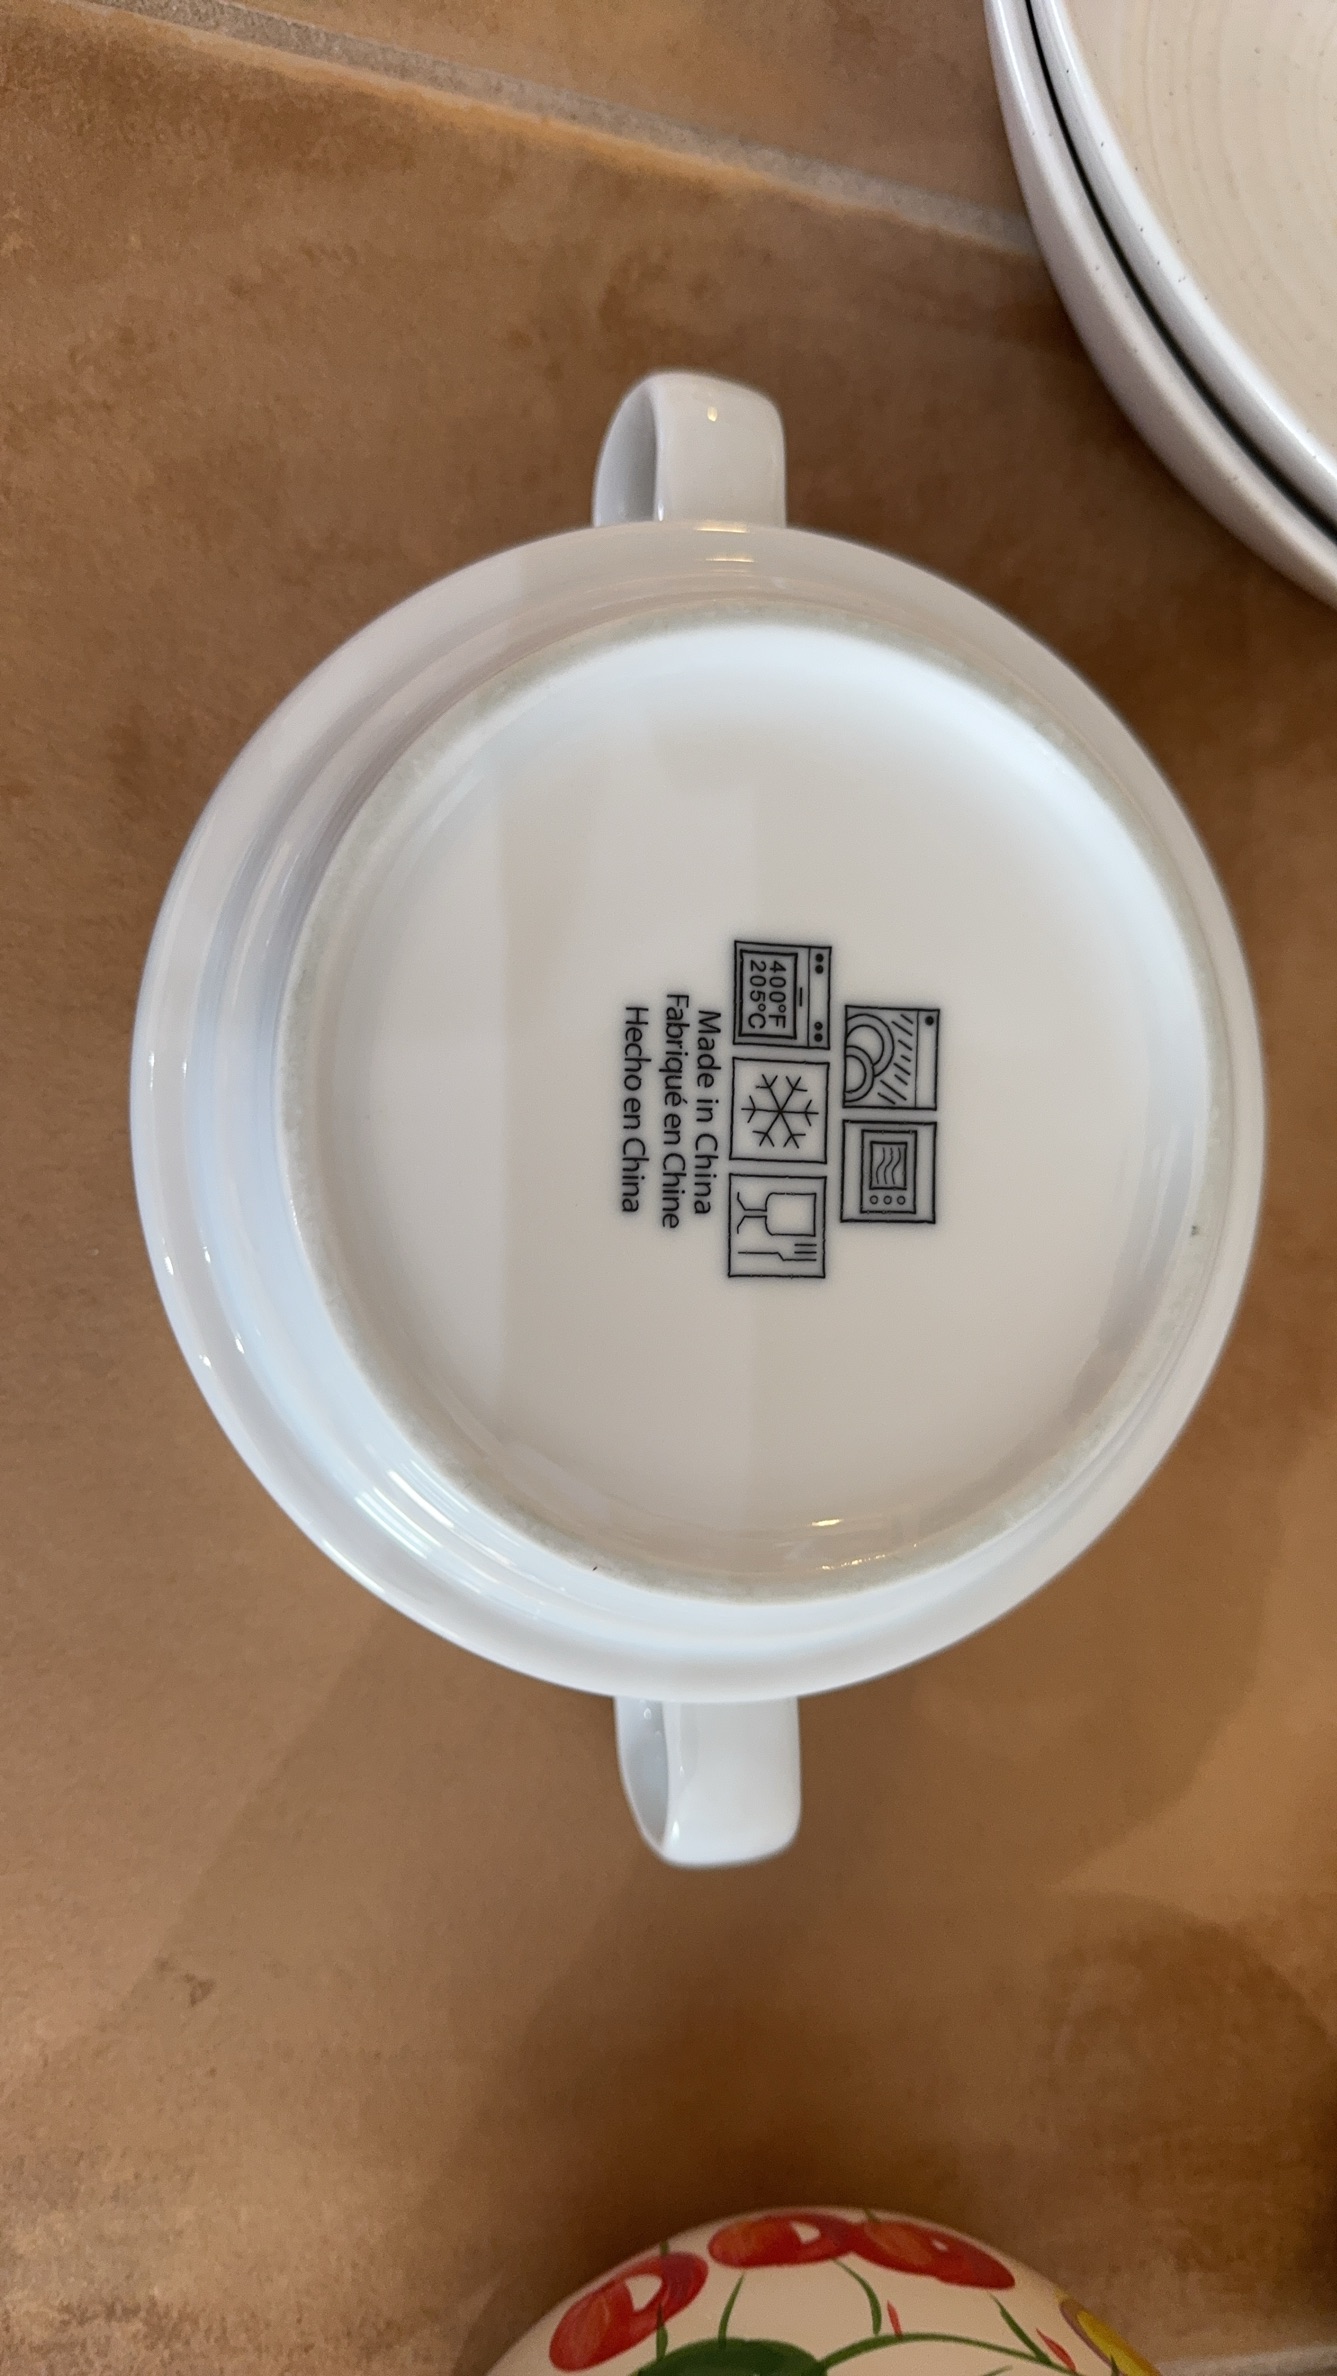 400°F
205°C
Made in China
Fabriqué en Chine
Hecho en China